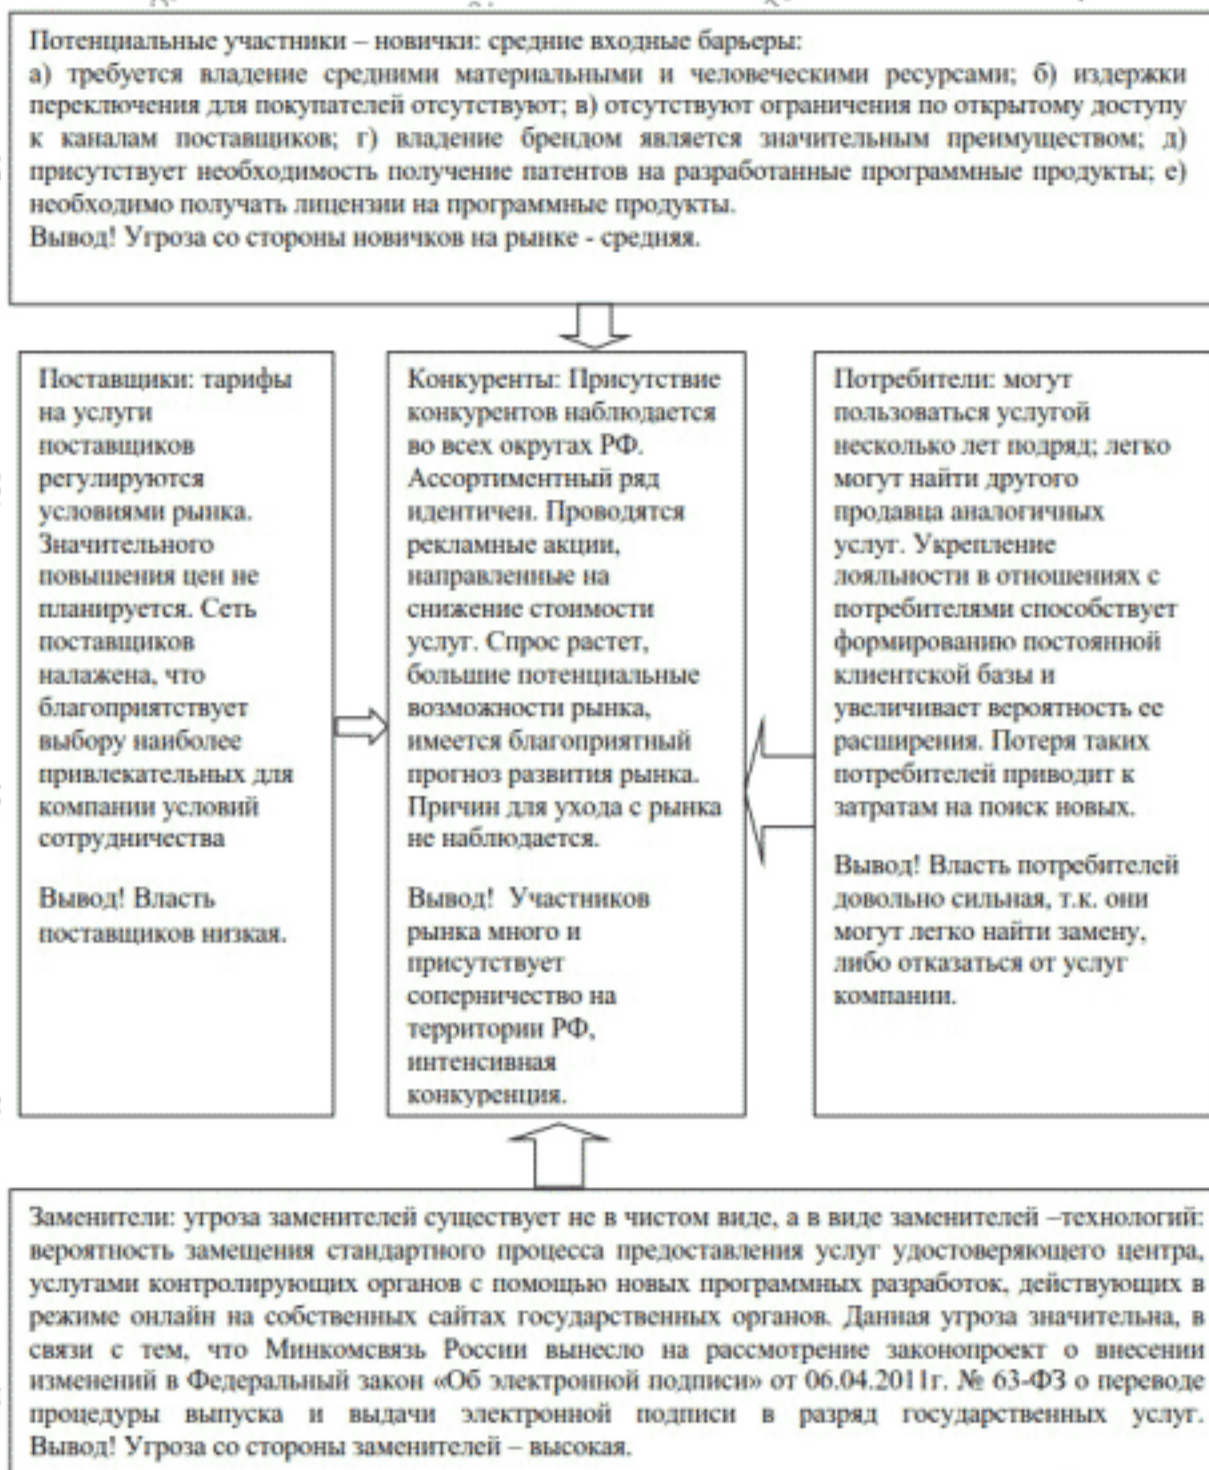 Потенциальные участники – новички: средние входные барьеры:
а) требуется владение средними материальными и человеческими ресурсами; б) издержки
переключения для покупателей отсутствуют; в) отсутствуют ограничения по открытому доступу
к каналам поставщиков; г) владение брендом является значительным преимуществом; д)
присутствует необходимость получение патентов на разработанные программные продукты; е)
необходимо получать лицензии на программные продукты.
Вывод! Угроза со стороны новичков на рынке - средняя.
Поставщики: тарифы
на услуги
поставщиков
регулируются
условиями рынка.
Значительного
повышения цен не
планируется. Сеть
поставщиков
налажена, что
благоприятствует
выбору наиболее
привлекательных для
компании условий
сотрудничества
Вывод! Власть
поставщиков низкая.
Конкуренты: Присутствие
конкурентов наблюдается
во всех округах РФ.
Ассортиментный ряд
идентичен. Проводятся
рекламные акции,
направленные на
снижение стоимости
услуг. Спрос растет,
большие потенциальные
возможности рынка,
имеется благоприятный
прогноз развития рынка.
Причин для ухода с рынка
не наблюдается.
Вывод! Участников
рынка много и
присутствует
соперничество на
территории РФ,
интенсивная
конкуренция.
Потребители: могут
пользоваться услугой
несколько лет подряд; легко
могут найти другого
продавца аналогичных
услуг. Укрепление
лояльности в отношениях с
потребителями способствует
формированию постоянной
клиентской базы и
увеличивает вероятность ее
расширения. Потеря таких
потребителей приводит к
затратам на поиск новых.
Вывод! Власть потребителей
довольно сильная, т.к. они
могут легко найти замену,
либо отказаться от услуг
компании.
Заменители: угроза заменителей существует не в чистом виде, а в виде заменителей –технологий:
вероятность замещения стандартного процесса предоставления услуг удостоверяющего центра,
услугами контролирующих органов с помощью новых программных разработок, действующих в
режиме онлайн на собственных сайтах государственных органов. Данная угроза значительна, в
связи с тем, что Минкомсвязь России вынесло на рассмотрение законопроект о внесении
изменений в Федеральный закон «Об электронной подписи» от 06.04.2011г. № 63-ФЗ о переводе
процедуры выпуска и выдачи электронной подписи в разряд государственных услуг.
Вывод! Угроза со стороны заменителей – высокая.